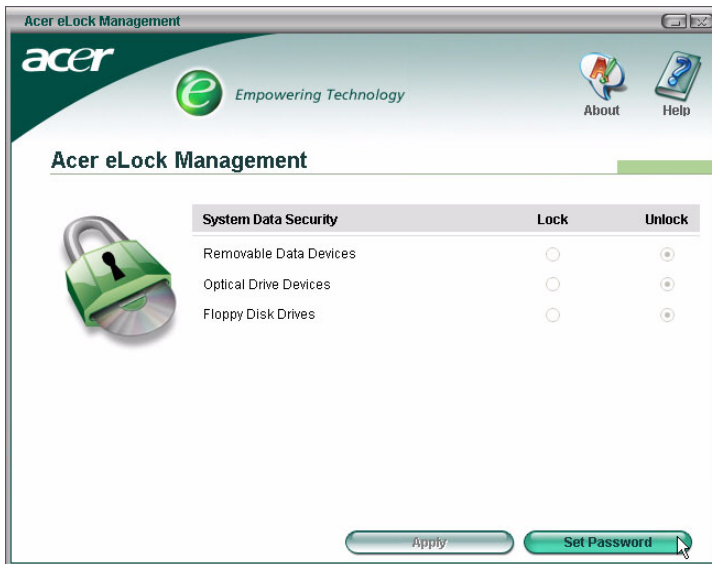 Acer eLock Management
acer
e Empowering Technology
About Help
Acer eLock Management
System Data Security Lock Unlock
Removable Data Devices
Optical Drive Devices
Floppy Disk Drives
Apply Set Password